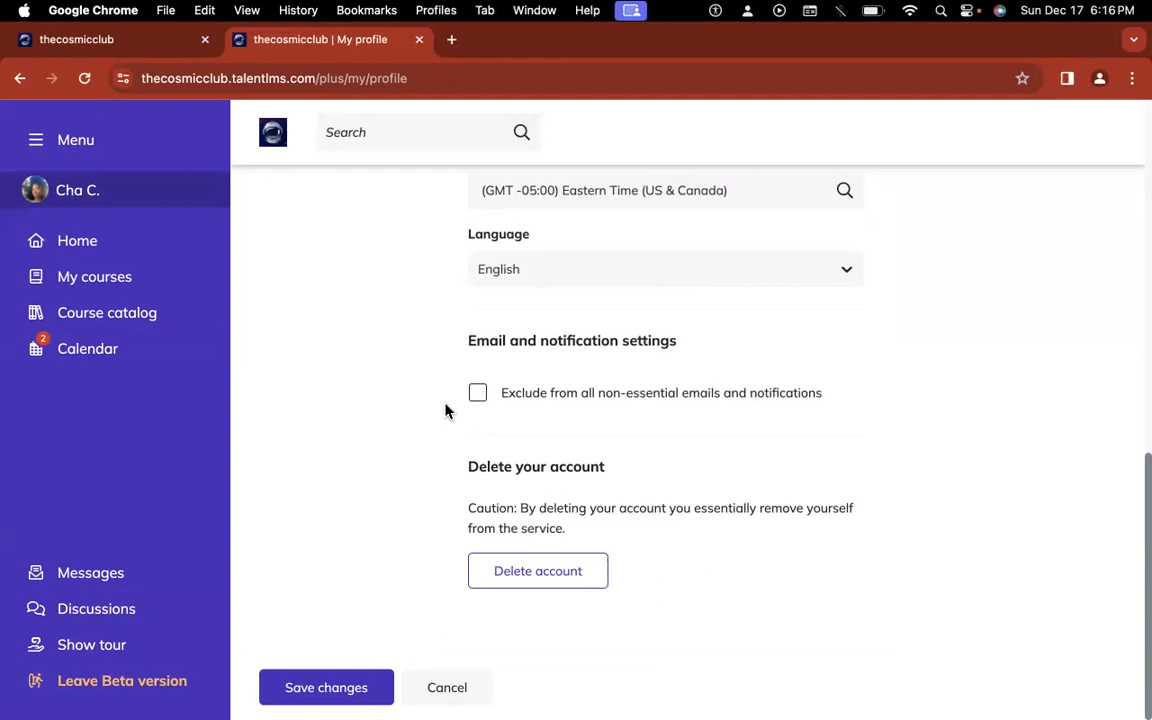 Google Chrome File Edit View History Bookmarks Profiles Tab Window Help Sun Dec 17 6:16 PM
thecosmicclub
thecosmicclub | My profile
thecosmicclub.talentlms.com/plus/my/profile
Menu
Search
Cha C.
(GMT -05:00) Eastern Time (US & Canada)
Home
Language
My courses
English
Course catalog
2
Calendar
Email and notification settings
Exclude from all non-essential emails and notifications
Delete your account
Caution: By deleting your account you essentially remove yourself
from the service.
Delete account
Messages
Discussions
Show tour
Leave Beta version
Save changes
Cancel